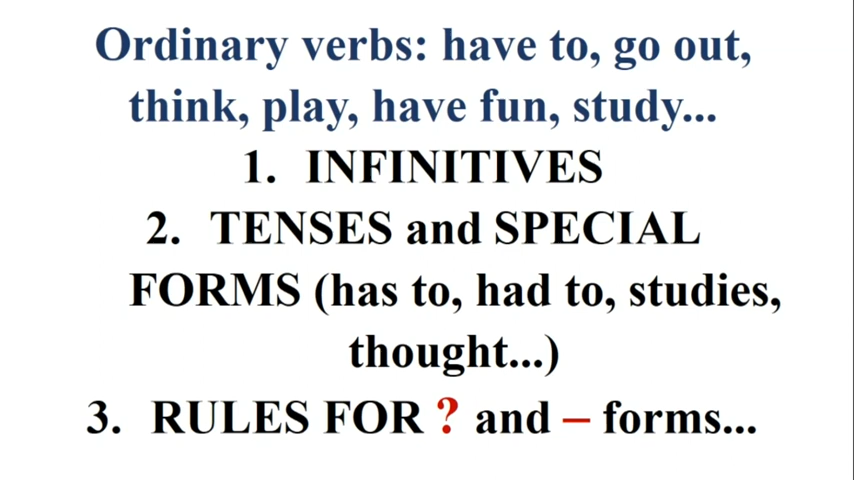 Ordinary verbs: have to, go out,
think, play, have fun, study...
1. INFINITIVES
2. TENSES and SPECIAL
FORMS (has to, had to, studies,
thought...)
3. RULES FOR ? and – forms...